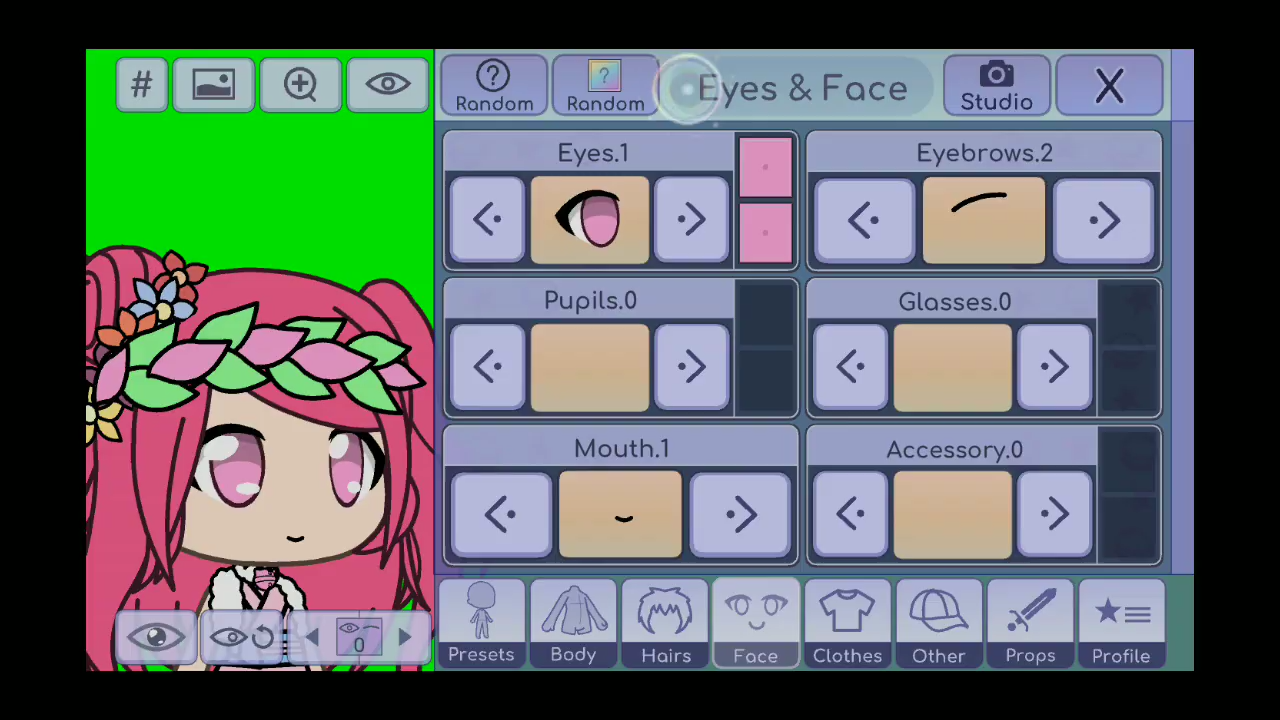 #
?
Random
?
Random
Eyes & Face
Studio
X
Eyes.1
Eyebrows.2
Pupils.0
Glasses.0
Mouth.1
Accessory.0
0
Presets
Body
Hairs
Face
Clothes
Other
Props
Profile